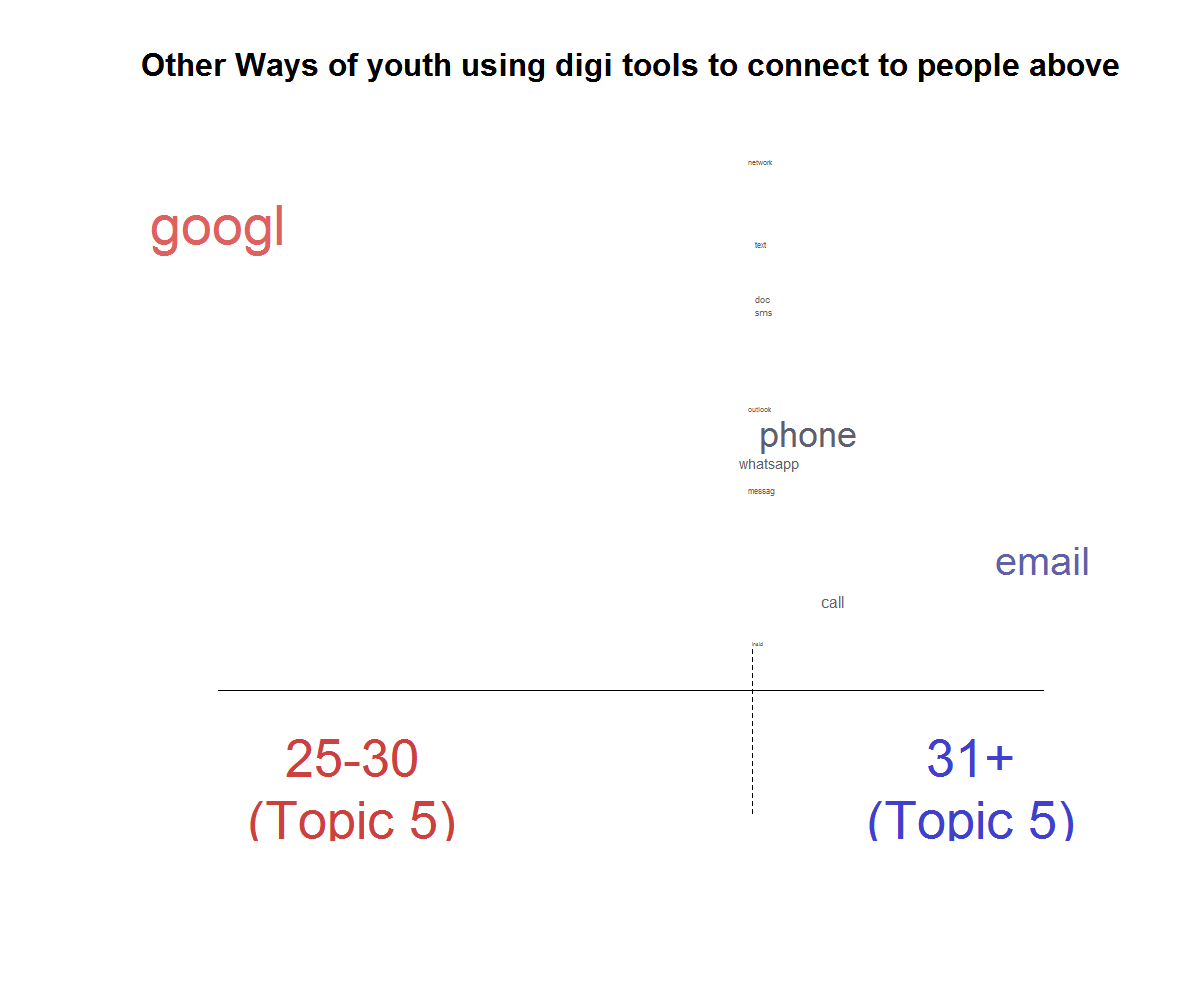 Other Ways of youth using digi tools to connect to people above
network
googl
text
doc
sms
outlook
phone
whatsapp
messag
email
call
25-30
31+
(Topic 5)
(Topic 5)